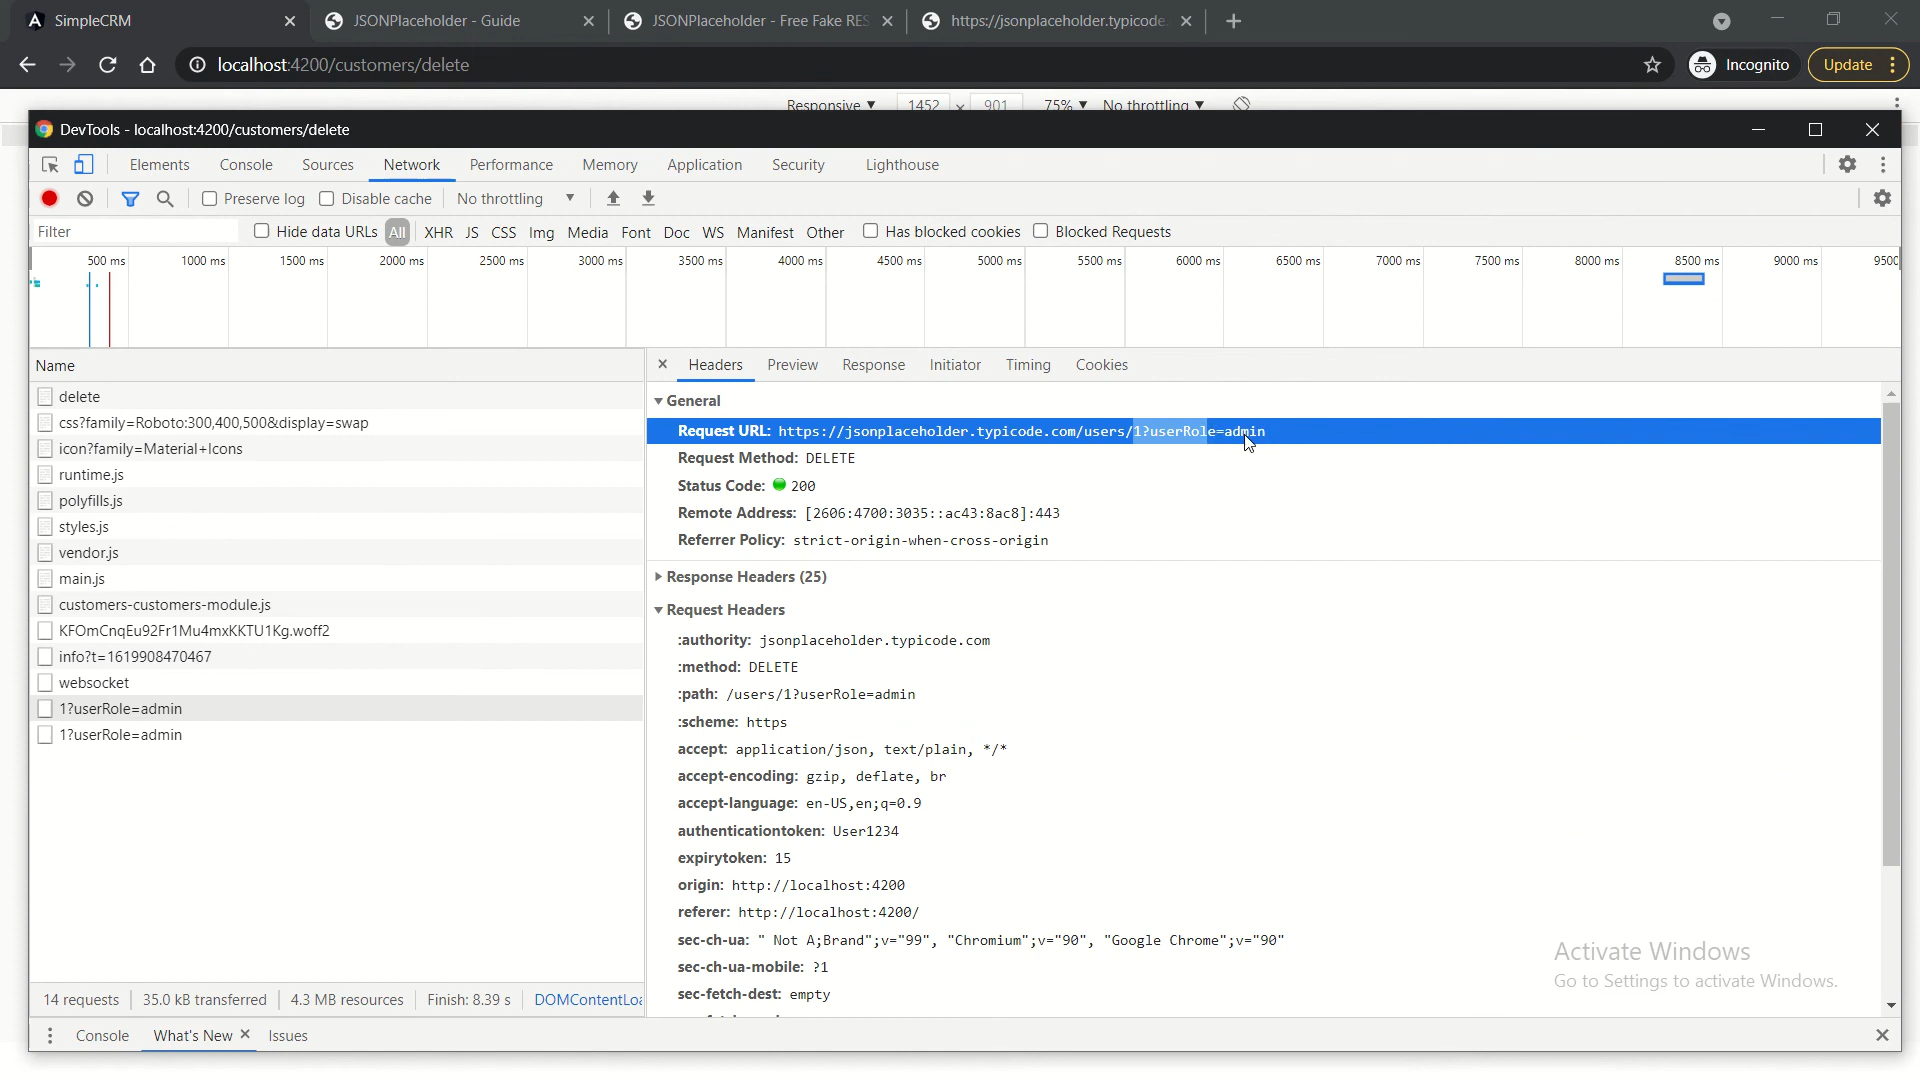 SimpleCRM
JSONPlaceholder - Guide
JSONPlaceholder - Free Fake RES
https://jsonplaceholder.typicode.
localhost:4200/customers/delete
Incognito
Update
Responsive ▼ 1452 × 901 75% ▼ No throttling ▼
DevTools - localhost:4200/customers/delete
Elements Console Sources Network Performance Memory Application Security Lighthouse
Preserve log Disable cache No throttling ▼
Filter Hide data URLs All XHR JS CSS Img Media Font Doc WS Manifest Other Has blocked cookies Blocked Requests
500 ms 1000 ms 1500 ms 2000 ms 2500 ms 3000 ms 3500 ms 4000 ms 4500 ms 5000 ms 5500 ms 6000 ms 6500 ms 7000 ms 7500 ms 8000 ms 8500 ms 9000 ms 9500
Name
delete
css?family=Roboto:300,400,500&display=swap
icon?family=Material+Icons
runtime.js
polyfills.js
styles.js
vendor.js
main.js
customers-customers-module.js
KFOmCnqEu92Fr1Mu4mxKKTU1Kg.woff2
info?t=1619908470467
websocket
1?userRole=admin
1?userRole=admin
14 requests 35.0 kB transferred 4.3 MB resources Finish: 8.39 s DOMContentLoa
Headers Preview Response Initiator Timing Cookies
General
Request URL: https://jsonplaceholder.typicode.com/users/1?userRole=admin
Request Method: DELETE
Status Code: 200
Remote Address: [2606:4700:3035::ac43:8ac8]:443
Referrer Policy: strict-origin-when-cross-origin
Response Headers (25)
Request Headers
:authority: jsonplaceholder.typicode.com
:method: DELETE
:path: /users/1?userRole=admin
:scheme: https
accept: application/json, text/plain, */*
accept-encoding: gzip, deflate, br
accept-language: en-US,en;q=0.9
authenticationtoken: User1234
expirytoken: 15
origin: http://localhost:4200
referer: http://localhost:4200/
sec-ch-ua: " Not A;Brand";v="99", "Chromium";v="90", "Google Chrome";v="90"
sec-ch-ua-mobile: ?1
sec-fetch-dest: empty
Activate Windows
Go to Settings to activate Windows.
Console What's New Issues